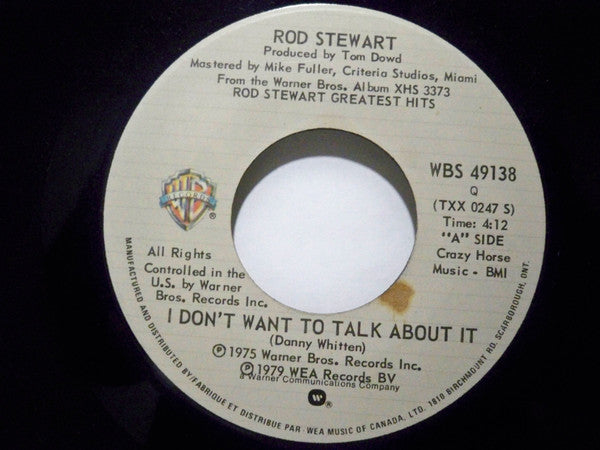 ROD STEWART
Produced by Tom Dowd
Mastered by Mike Fuller, Criteria Studios, Miami
From the Warner Bros. Album XHS 3373
ROD STEWART GREATEST HITS
WB
RECORDS
®
WBS 49138
Q
(TXX 0247 S)
Time: 4:12
"A" SIDE
Crazy Horse
Music - BMI
All Rights
Controlled in the
U.S. by Warner
Bros. Records Inc.
I DON'T WANT TO TALK ABOUT IT
(Danny Whitten)
Ⓟ1975 Warner Bros. Records Inc.
Ⓟ1979 WEA Records BV
a Warner Communications Company
®
MANUFACTURED AND DISTRIBUTED BY/FABRIQUE ET DISTRIBUE PAR - WEA MUSIC OF CANADA, LTD. 1810 BIRCHMOUNT RD. SCARBOROUGH, ONT.